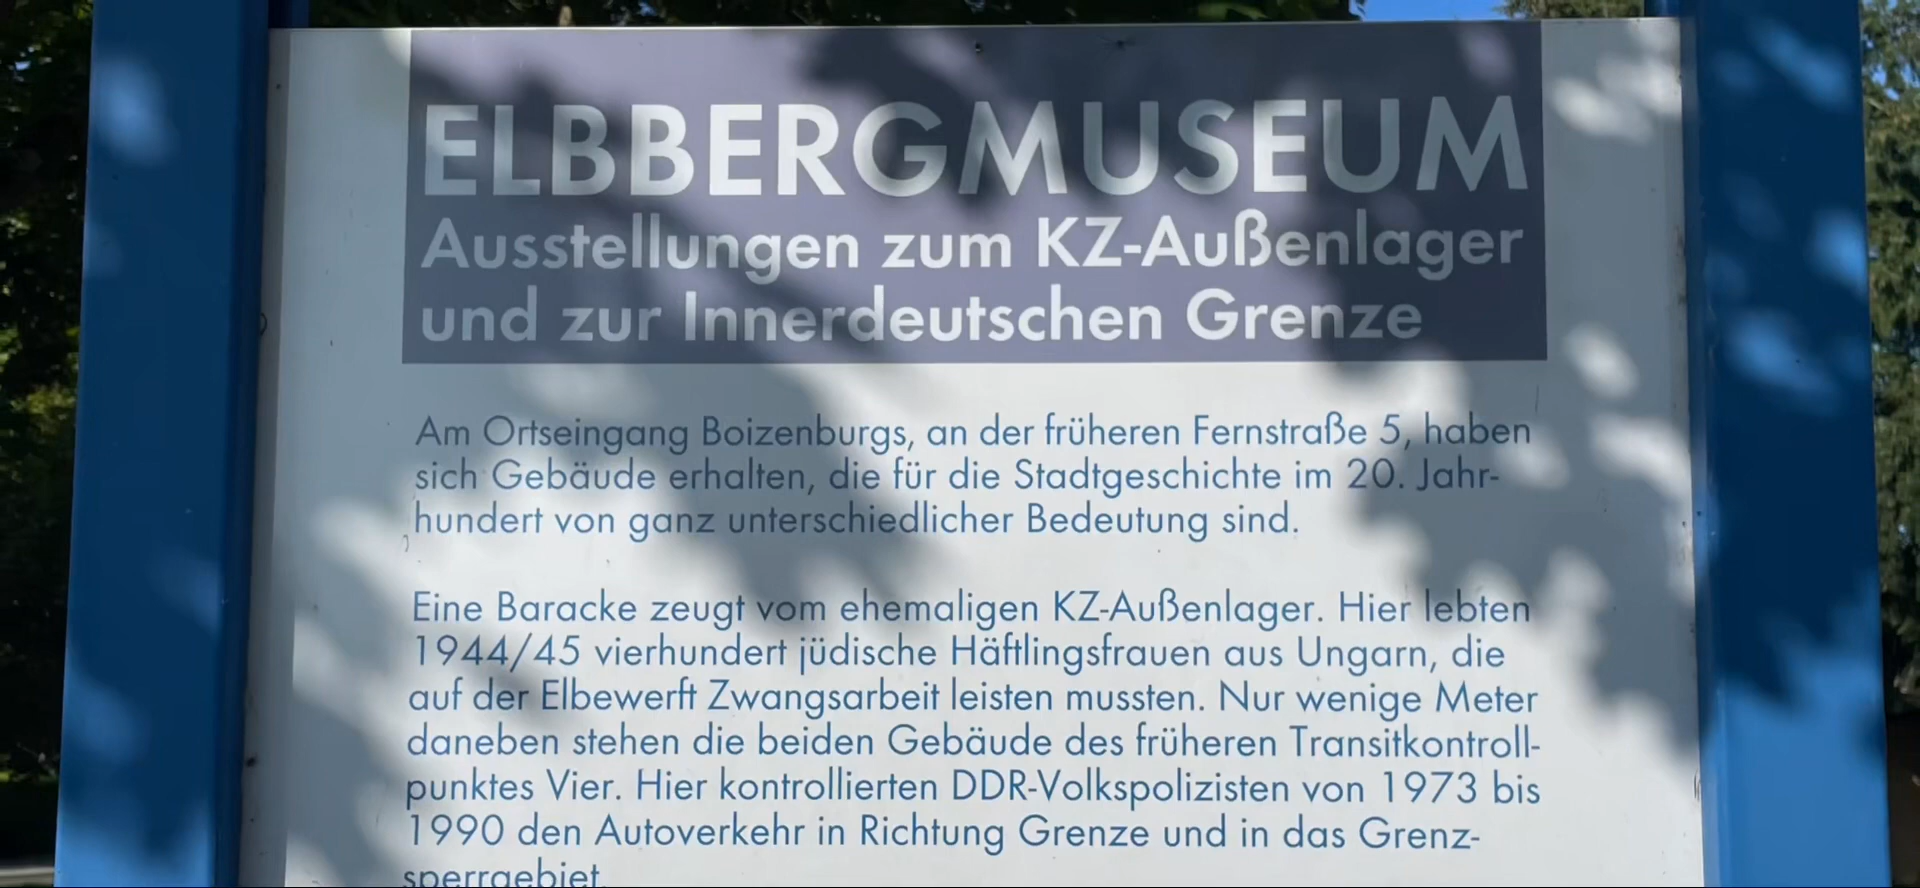 ELBBERGMUSEUM
Ausstellungen zum KZ-Außenlager
und zur Innerdeutschen Grenze
Am Ortseingang Boizenburgs, an der früheren Fernstraße 5, haben
sich Gebäude erhalten, die für die Stadtgeschichte im 20. Jahr-
hundert von ganz unterschiedlicher Bedeutung sind.
Eine Baracke zeugt vom ehemaligen KZ-Außenlager. Hier lebten
1944/45 vierhundert jüdische Häftlingsfrauen aus Ungarn, die
auf der Elbewerft Zwangsarbeit leisten mussten. Nur wenige Meter
daneben stehen die beiden Gebäude des früheren Transitkontroll-
punktes Vier. Hier kontrollierten DDR-Volkspolizisten von 1973 bis
1990 den Autoverkehr in Richtung Grenze und in das Grenz-
sperrgebiet.